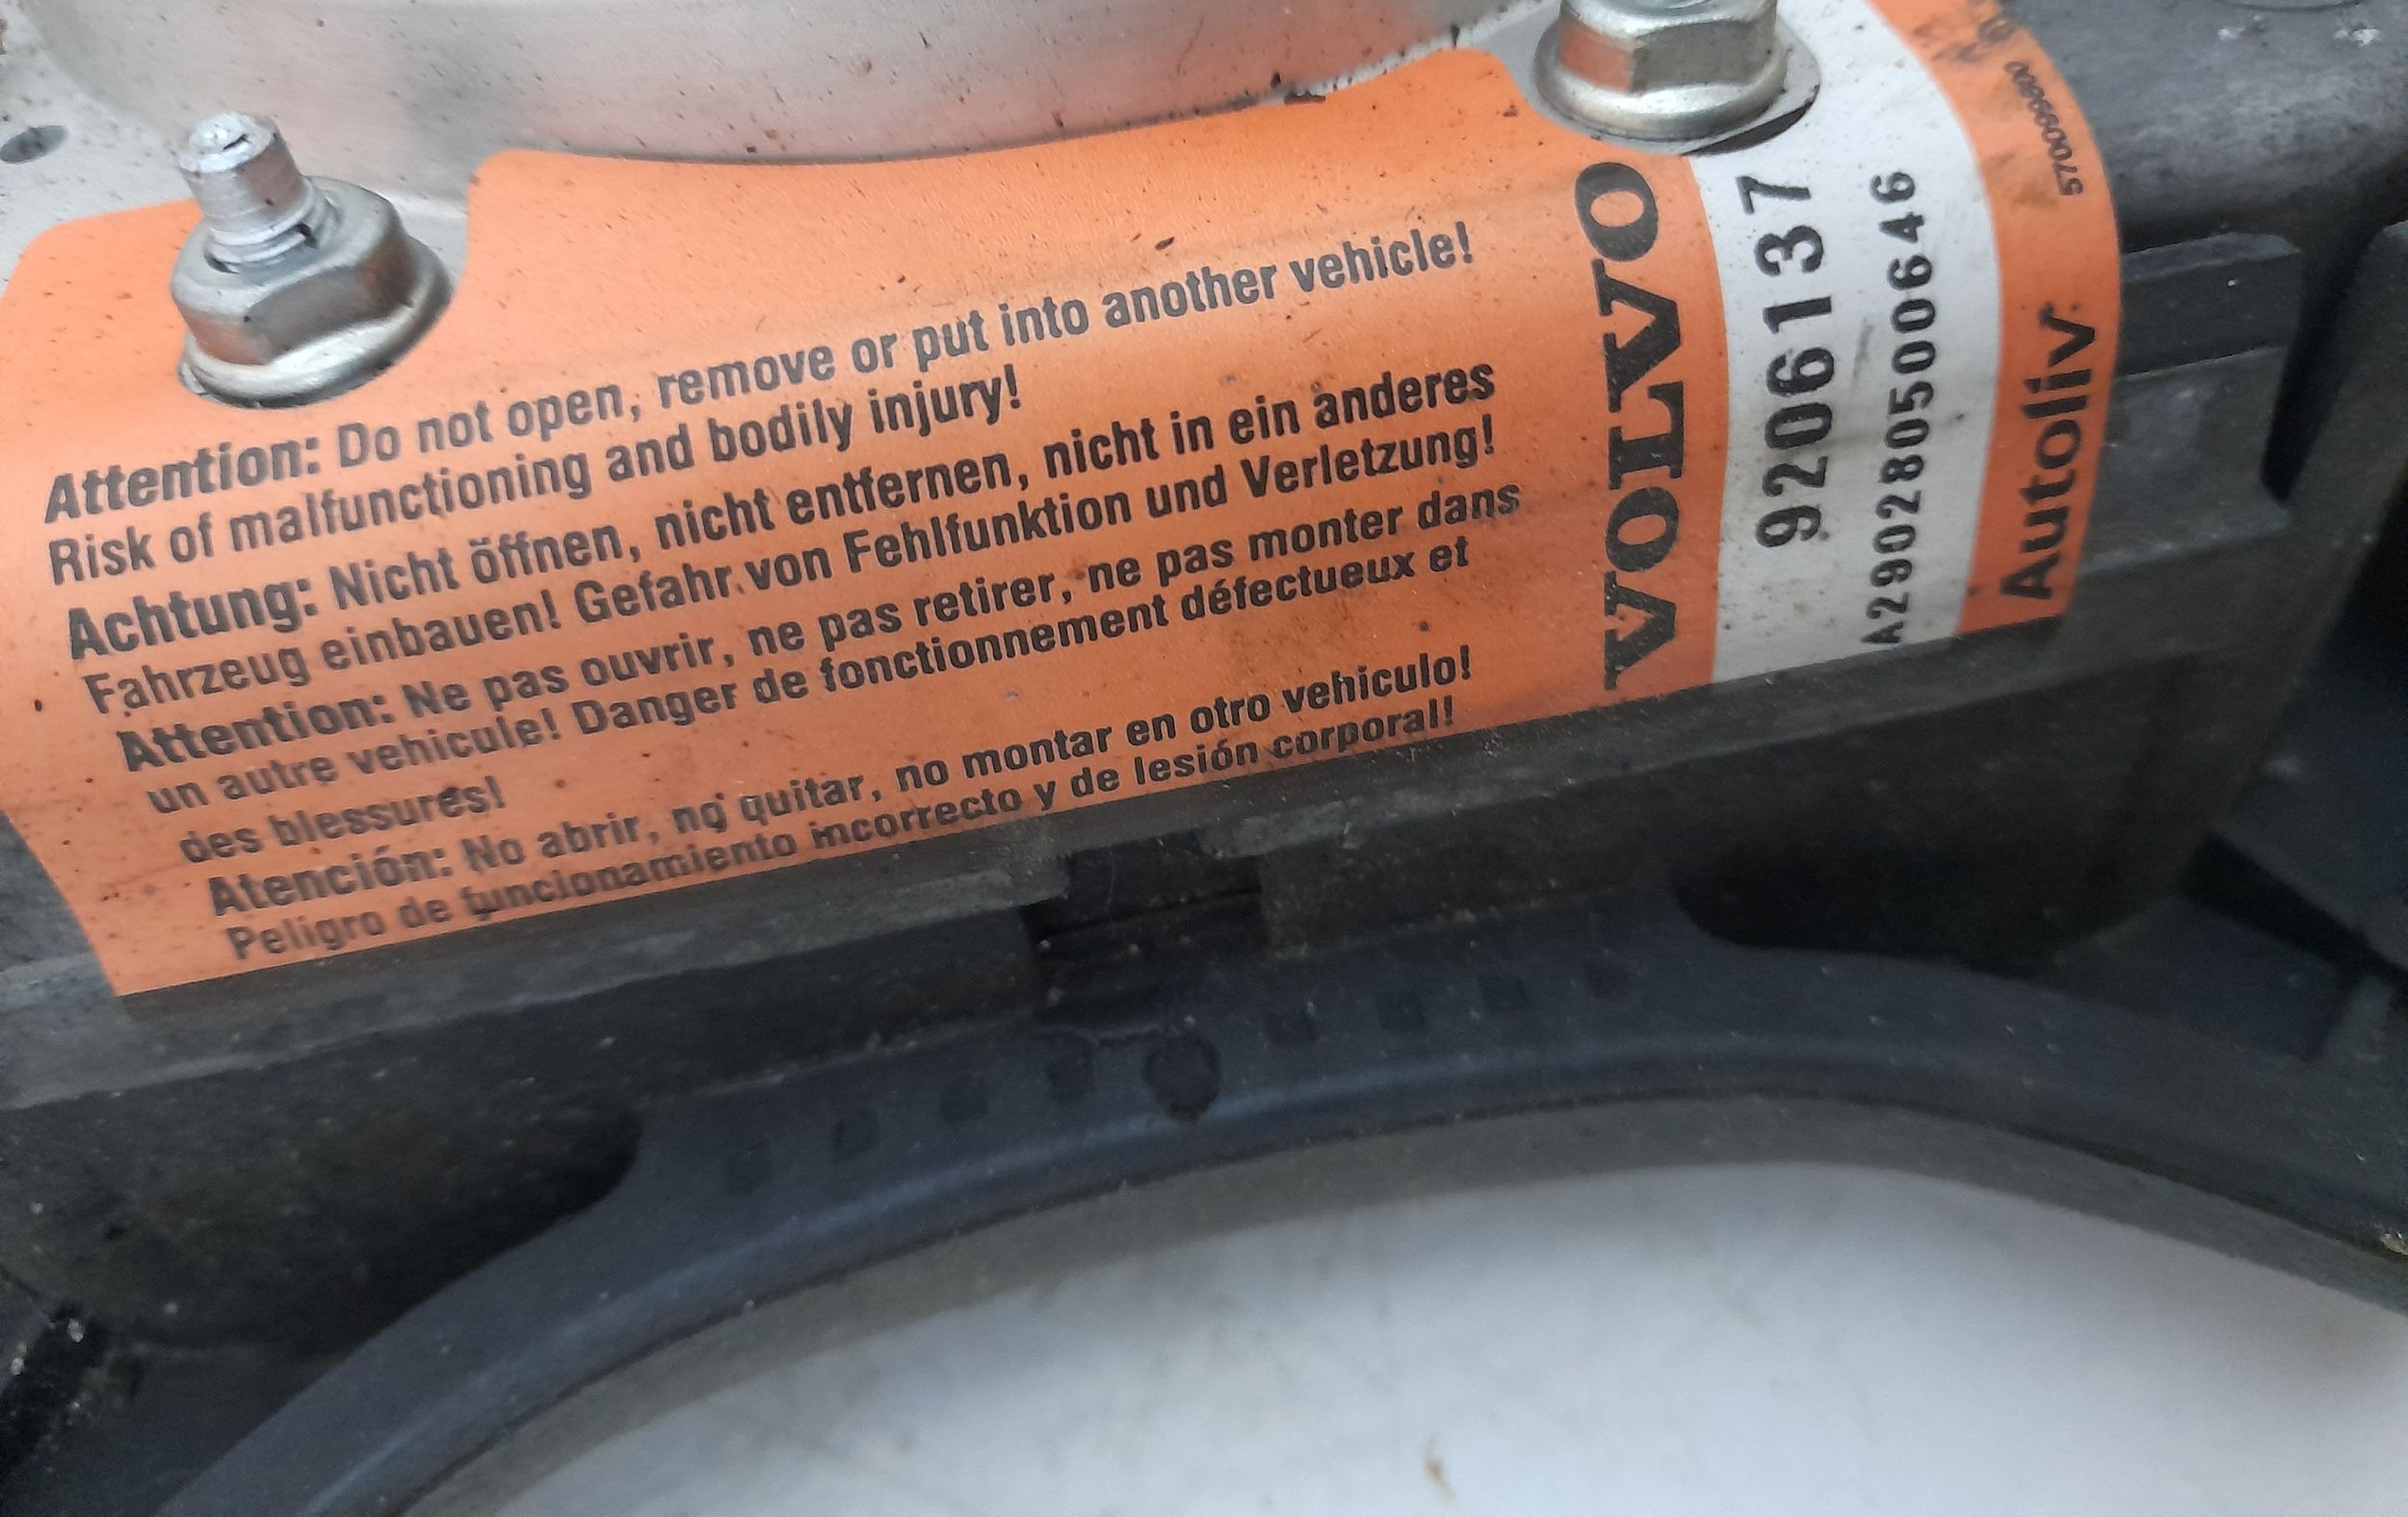 Attention: Do not open, remove or put into another vehicle!
Risk of malfunctioning and bodily injury!
Achtung: Nicht öffnen, nicht entfernen, nicht in ein anderes
Fahrzeug einbauen! Gefahr von Fehlfunktion und Verletzung!
Attention: Ne pas ouvrir, ne pas retirer, ne pas monter dans
un autre vehicule! Danger de fonctionnement défectueux et
des blessures!
Atención: No abrir, no quitar, no montar en otro vehiculo!
Peligro de funcionamiento incorrecto y de lesión corporal!
VOLVO
9206137
A290280500646
Autoliv
570099800